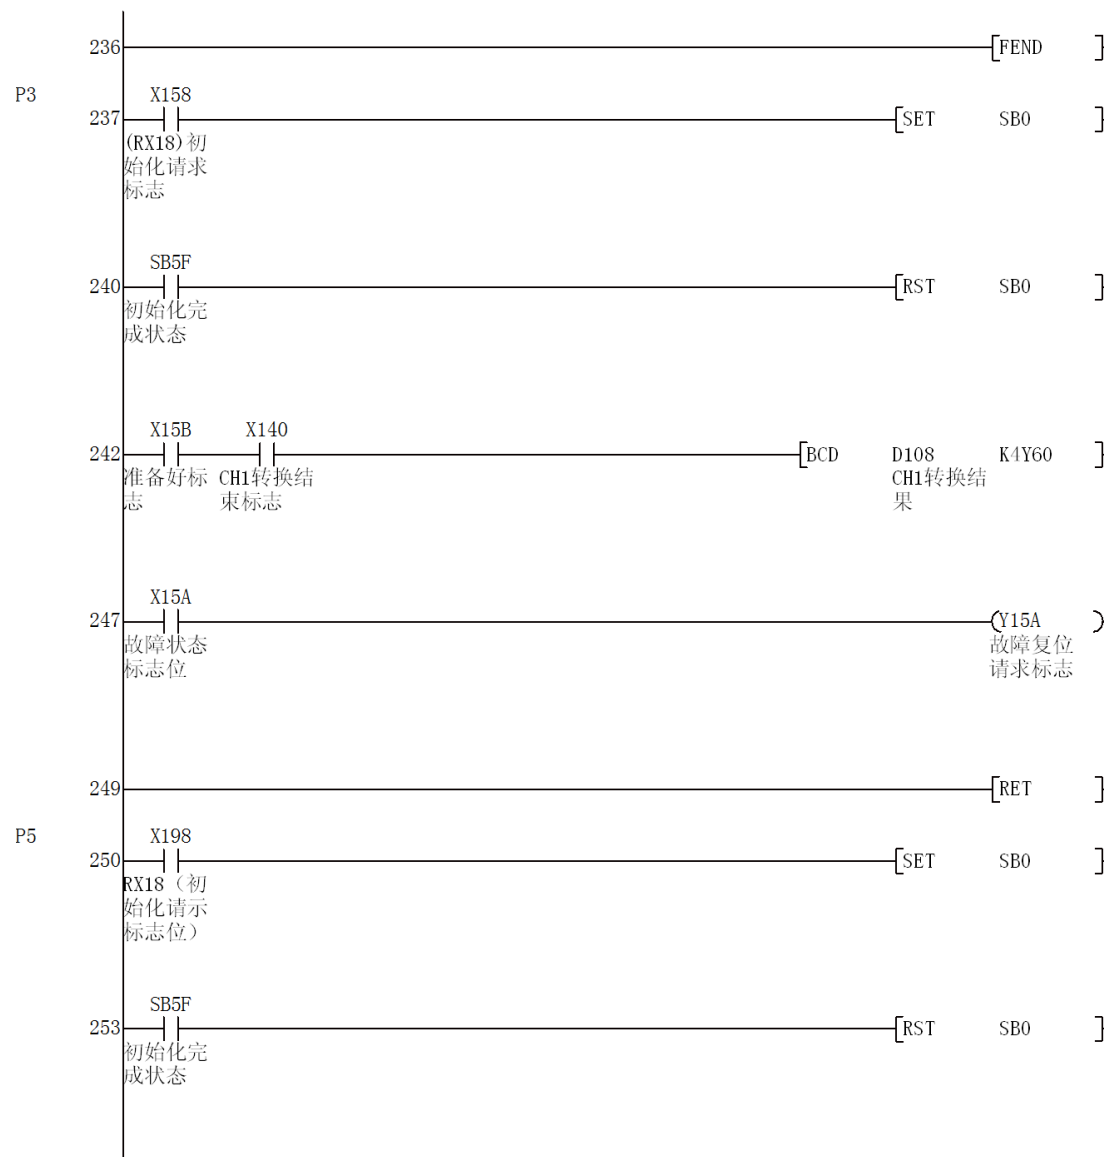 236 FEND
P3 X158
237 SET SB0
(RX18)初
始化请求
标志
SB5F
240 RST SB0
初始化完
成状态
X15B X140
242 BCD D108 K4Y60
准备好标 CH1转换结 CH1转换结
志 束标志 果
X15A
247 Y15A
故障状态 故障复位
标志位 请求标志
249 RET
P5 X198
250 SET SB0
RX18（初
始化请示
标志位）
SB5F
253 RST SB0
初始化完
成状态